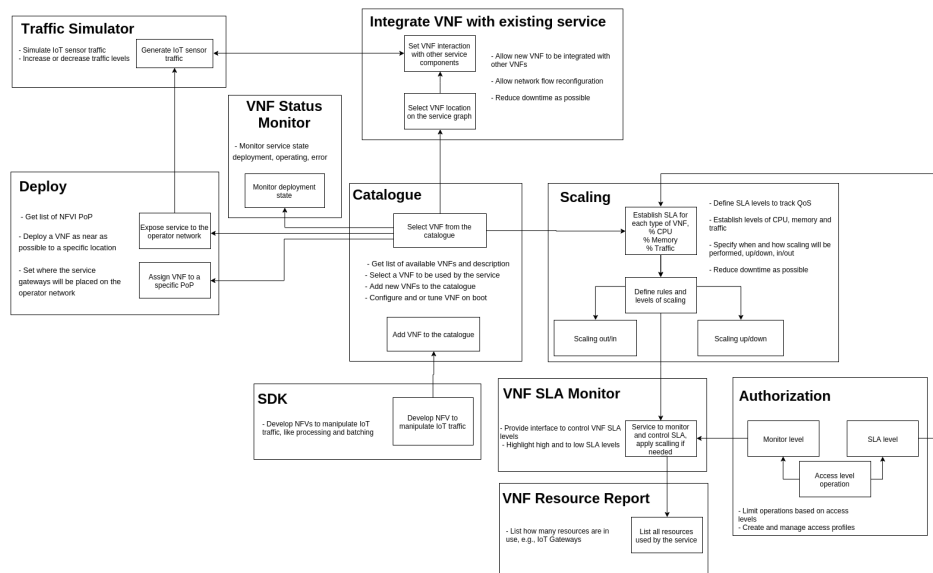 Traffic Simulator
- Simulate IoT sensor traffic
- Increase or decrease traffic levels
Generate IoT sensor
traffic
Integrate VNF with existing service
Set VNF interaction
with other service
components
Select VNF location
on the service graph
- Allow new VNF to be integrated with
other VNFs
- Allow network flow reconfiguration
- Reduce downtime as possible
VNF Status
Monitor
- Monitor service state
deployment, operating, error
Monitor deployment
state
Deploy
- Get list of NFVI PoP
- Deploy a VNF as near as
possible to a specific location
- Set where the service
gateways will be placed on the
operator network
Expose service to the
operator network
Assign VNF to a
specific PoP
Catalogue
Select VNF from the
catalogue
- Get list of available VNFs and description
- Select a VNF to be used by the service
- Add new VNFs to the catalogue
- Configure and or tune VNF on boot
Add VNF to the catalogue
Scaling
Establish SLA for
each type of VNF,
% CPU
% Memory
% Traffic
- Define SLA levels to track QoS
- Establish levels of CPU, memory and
traffic
- Specify when and how scaling will be
performed, up/down, in/out
- Reduce downtime as possible
Define rules and
levels of scaling
Scaling out/in
Scaling up/down
SDK
- Develop NFVs to manipulate IoT
traffic, like processing and batching
Develop NFV to
manipulate IoT traffic
VNF SLA Monitor
- Provide interface to control VNF SLA
levels
- Highlight high and to low SLA levels
Service to monitor
and control SLA,
apply scalling if
needed
Authorization
Monitor level
SLA level
Access level
operation
- Limit operations based on access
levels
- Create and manage access profiles
VNF Resource Report
- List how many resources are in
use, e.g., IoT Gateways
List all resources
used by the service